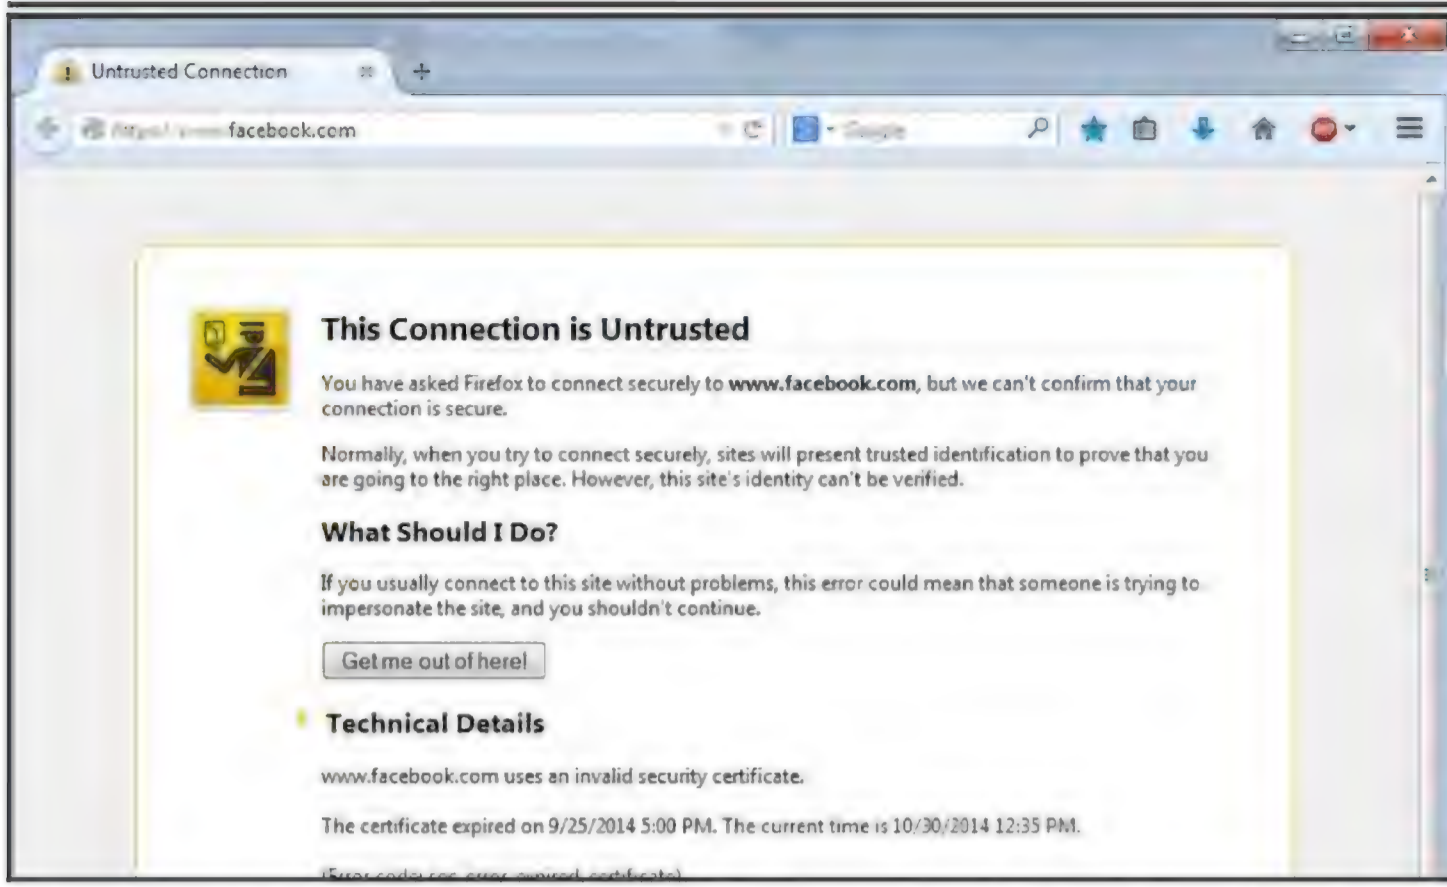 Untrusted Connection
facebook.com
Google
This Connection is Untrusted
You have asked Firefox to connect securely to www.facebook.com, but we can't confirm that your
connection is secure.
Normally, when you try to connect securely, sites will present trusted identification to prove that you
are going to the right place. However, this site's identity can't be verified.
What Should I Do?
If you usually connect to this site without problems, this error could mean that someone is trying to
impersonate the site, and you shouldn't continue.
Get me out of here!
Technical Details
www.facebook.com uses an invalid security certificate.
The certificate expired on 9/25/2014 5:00 PM. The current time is 10/30/2014 12:35 PM.